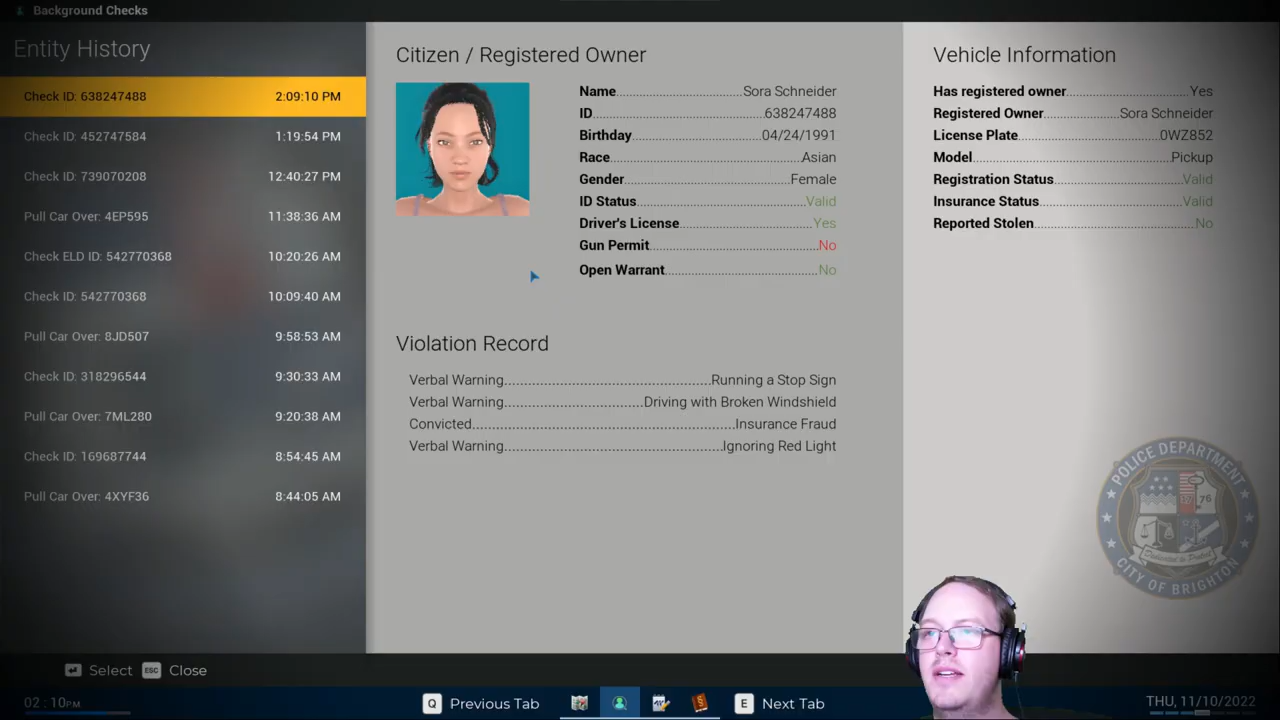 Background Checks
Entity History
Check ID: 638247488 2:09:10 PM
Check ID: 452747584 1:19:54 PM
Check ID: 739070208 12:40:27 PM
Pull Car Over: 4EP595 11:38:36 AM
Check ELD ID: 542770368 10:20:26 AM
Check ID: 542770368 10:09:40 AM
Pull Car Over: 8JD507 9:58:53 AM
Check ID: 318296544 9:30:33 AM
Pull Car Over: 7ML280 9:20:38 AM
Check ID: 169687744 8:54:45 AM
Pull Car Over: 4XYF36 8:44:05 AM
Citizen / Registered Owner
Name Sora Schneider
ID 638247488
Birthday 04/24/1991
Race Asian
Gender Female
ID Status Valid
Driver's License Yes
Gun Permit No
Open Warrant No
Violation Record
Verbal Warning Running a Stop Sign
Verbal Warning Driving with Broken Windshield
Convicted Insurance Fraud
Verbal Warning Ignoring Red Light
Vehicle Information
Has registered owner Yes
Registered Owner Sora Schneider
License Plate 0WZ852
Model Pickup
Registration Status Valid
Insurance Status Valid
Reported Stolen No
POLICE DEPARTMENT
76
Dedicated to Protect
CITY OF BRIGHTON
Select ESC Close
02 : 10 P.M.
Q Previous Tab E Next Tab
THU, 11/10/2022